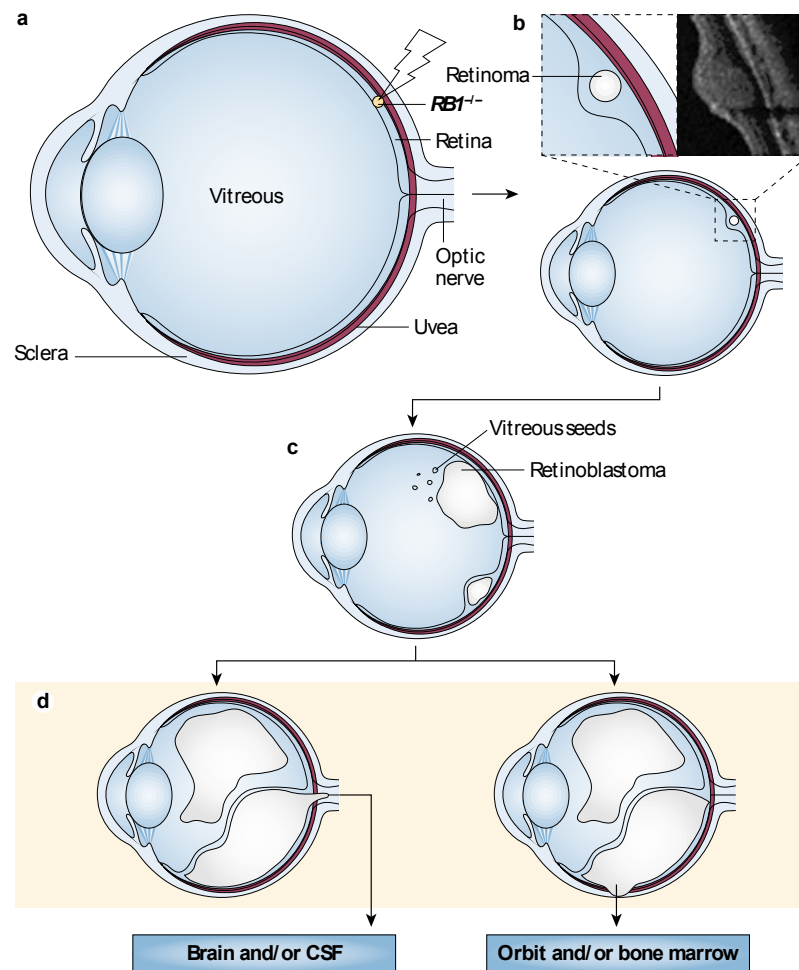 a
RB1⁻/⁻
Retina
Vitreous
Optic
nerve
Uvea
Sclera
b
Retinoma
c
Vitreous seeds
Retinoblastoma
d
Brain and/or CSF
Orbit and/or bone marrow